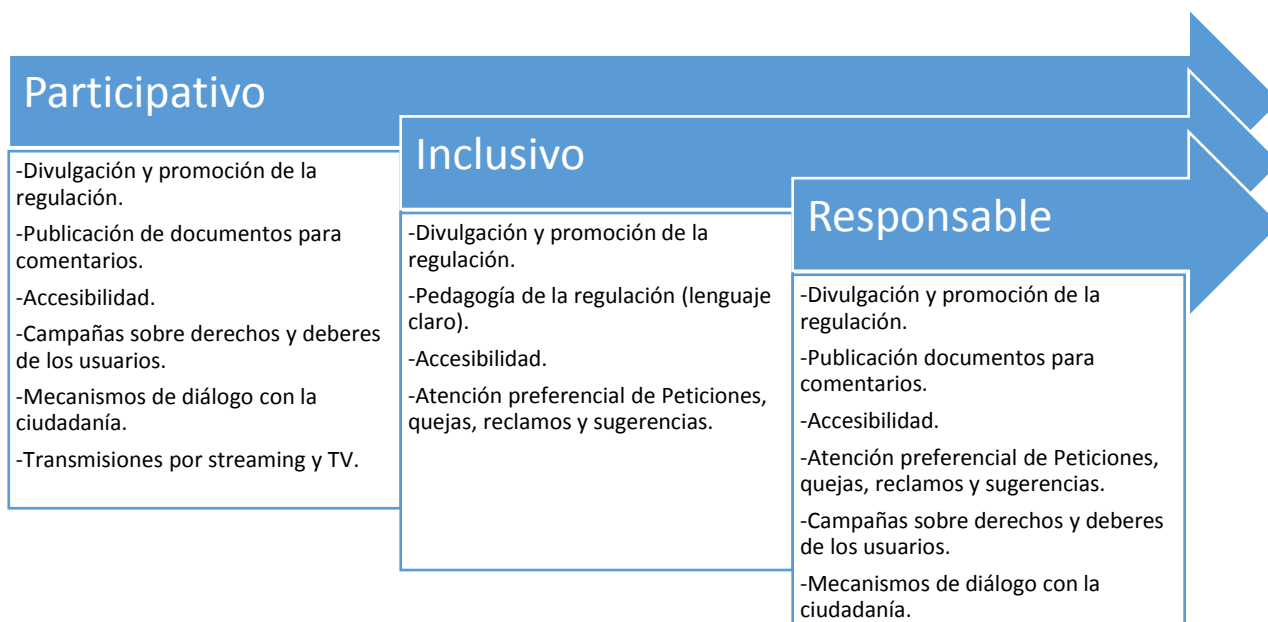 Participativo
-Divulgación y promoción de la
regulación.
-Publicación de documentos para
comentarios.
-Accesibilidad.
-Campañas sobre derechos y deberes
de los usuarios.
-Mecanismos de diálogo con la
ciudadanía.
-Transmisiones por streaming y TV.
Inclusivo
-Divulgación y promoción de la
regulación.
-Pedagogía de la regulación (lenguaje
claro).
-Accesibilidad.
-Atención preferencial de Peticiones,
quejas, reclamos y sugerencias.
Responsable
-Divulgación y promoción de la
regulación.
-Publicación documentos para
comentarios.
-Accesibilidad.
-Atención preferencial de Peticiones,
quejas, reclamos y sugerencias.
-Campañas sobre derechos y deberes
de los usuarios.
-Mecanismos de diálogo con la
ciudadanía.